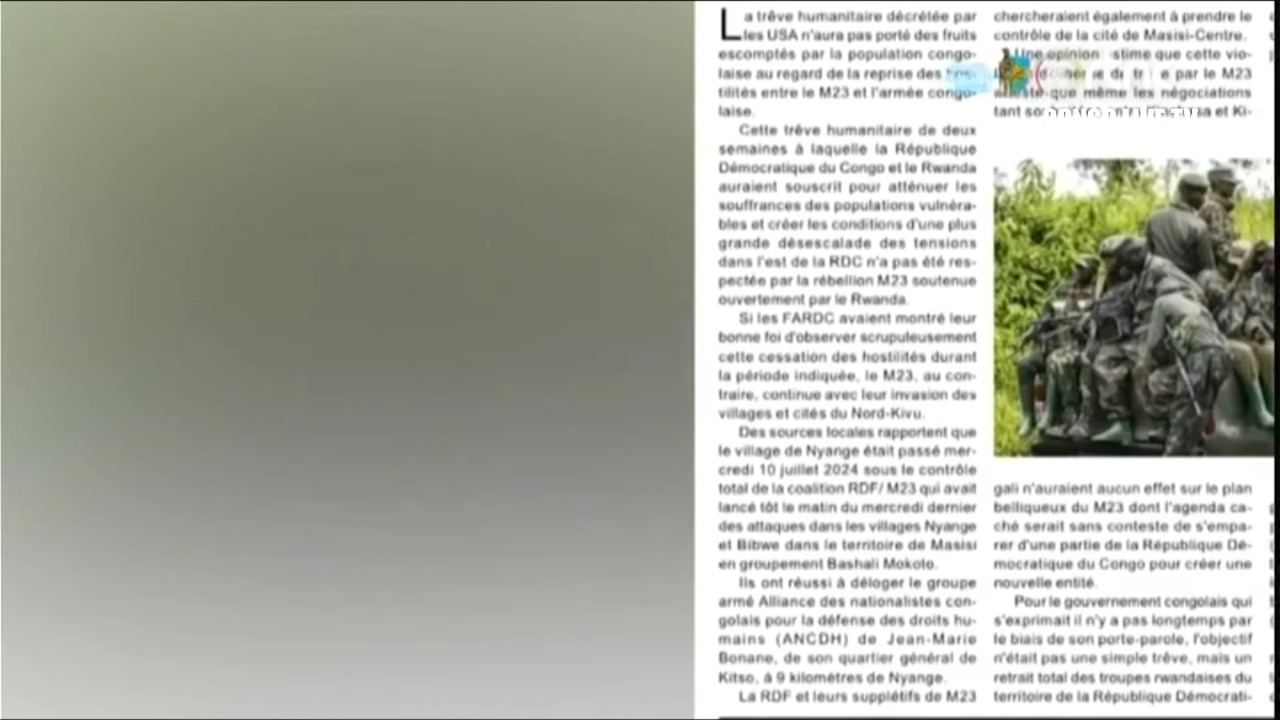 La trêve humanitaire décrétée par
les USA n'aura pas porté des fruits
escomptés par la population congo-
laise au regard de la reprise des hos-
tilités entre le M23 et l'armée congo-
laise.
Cette trêve humanitaire de deux
semaines à laquelle la République
Démocratique du Congo et le Rwanda
auraient souscrit pour atténuer les
souffrances des populations vulnéra-
bles et créer les conditions d'une plus
grande désescalade des tensions
dans l'est de la RDC n'a pas été res-
pectée par la rébellion M23 soutenue
ouvertement par le Rwanda.
Si les FARDC avaient montré leur
bonne foi d'observer scrupuleusement
cette cessation des hostilités durant
la période indiquée, le M23, au con-
traire, continue avec leur invasion des
villages et cités du Nord-Kivu.
Des sources locales rapportent que
le village de Nyange était passé mer-
credi 10 juillet 2024 sous le contrôle
total de la coalition RDF/ M23 qui avait
lancé tôt le matin du mercredi dernier
des attaques dans les villages Nyange
et Bibwe dans le territoire de Masisi
en groupement Bashali Mokoto.
Ils ont réussi à déloger le groupe
armé Alliance des nationalistes con-
golais pour la défense des droits hu-
mains (ANCDH) de Jean-Marie
Bonane, de son quartier général de
Kitso, à 9 kilomètres de Nyange.
La RDF et leurs supplétifs de M23
chercheraient également à prendre le
contrôle de la cité de Masisi-Centre.
Une opinion estime que cette vio-
par le M23
atteste que même les négociations
tant et Ki-
gali n'auraient aucun effet sur le plan
belliqueux du M23 dont l'agenda ca-
ché serait sans conteste de s'empa-
rer d'une partie de la République Dé-
mocratique du Congo pour créer une
nouvelle entité.
Pour le gouvernement congolais qui
s'exprimait il n'y a pas longtemps par
le biais de son porte-parole, l'objectif
n'était pas une simple trêve, mais un
retrait total des troupes rwandaises du
territoire de la République Démocrati-